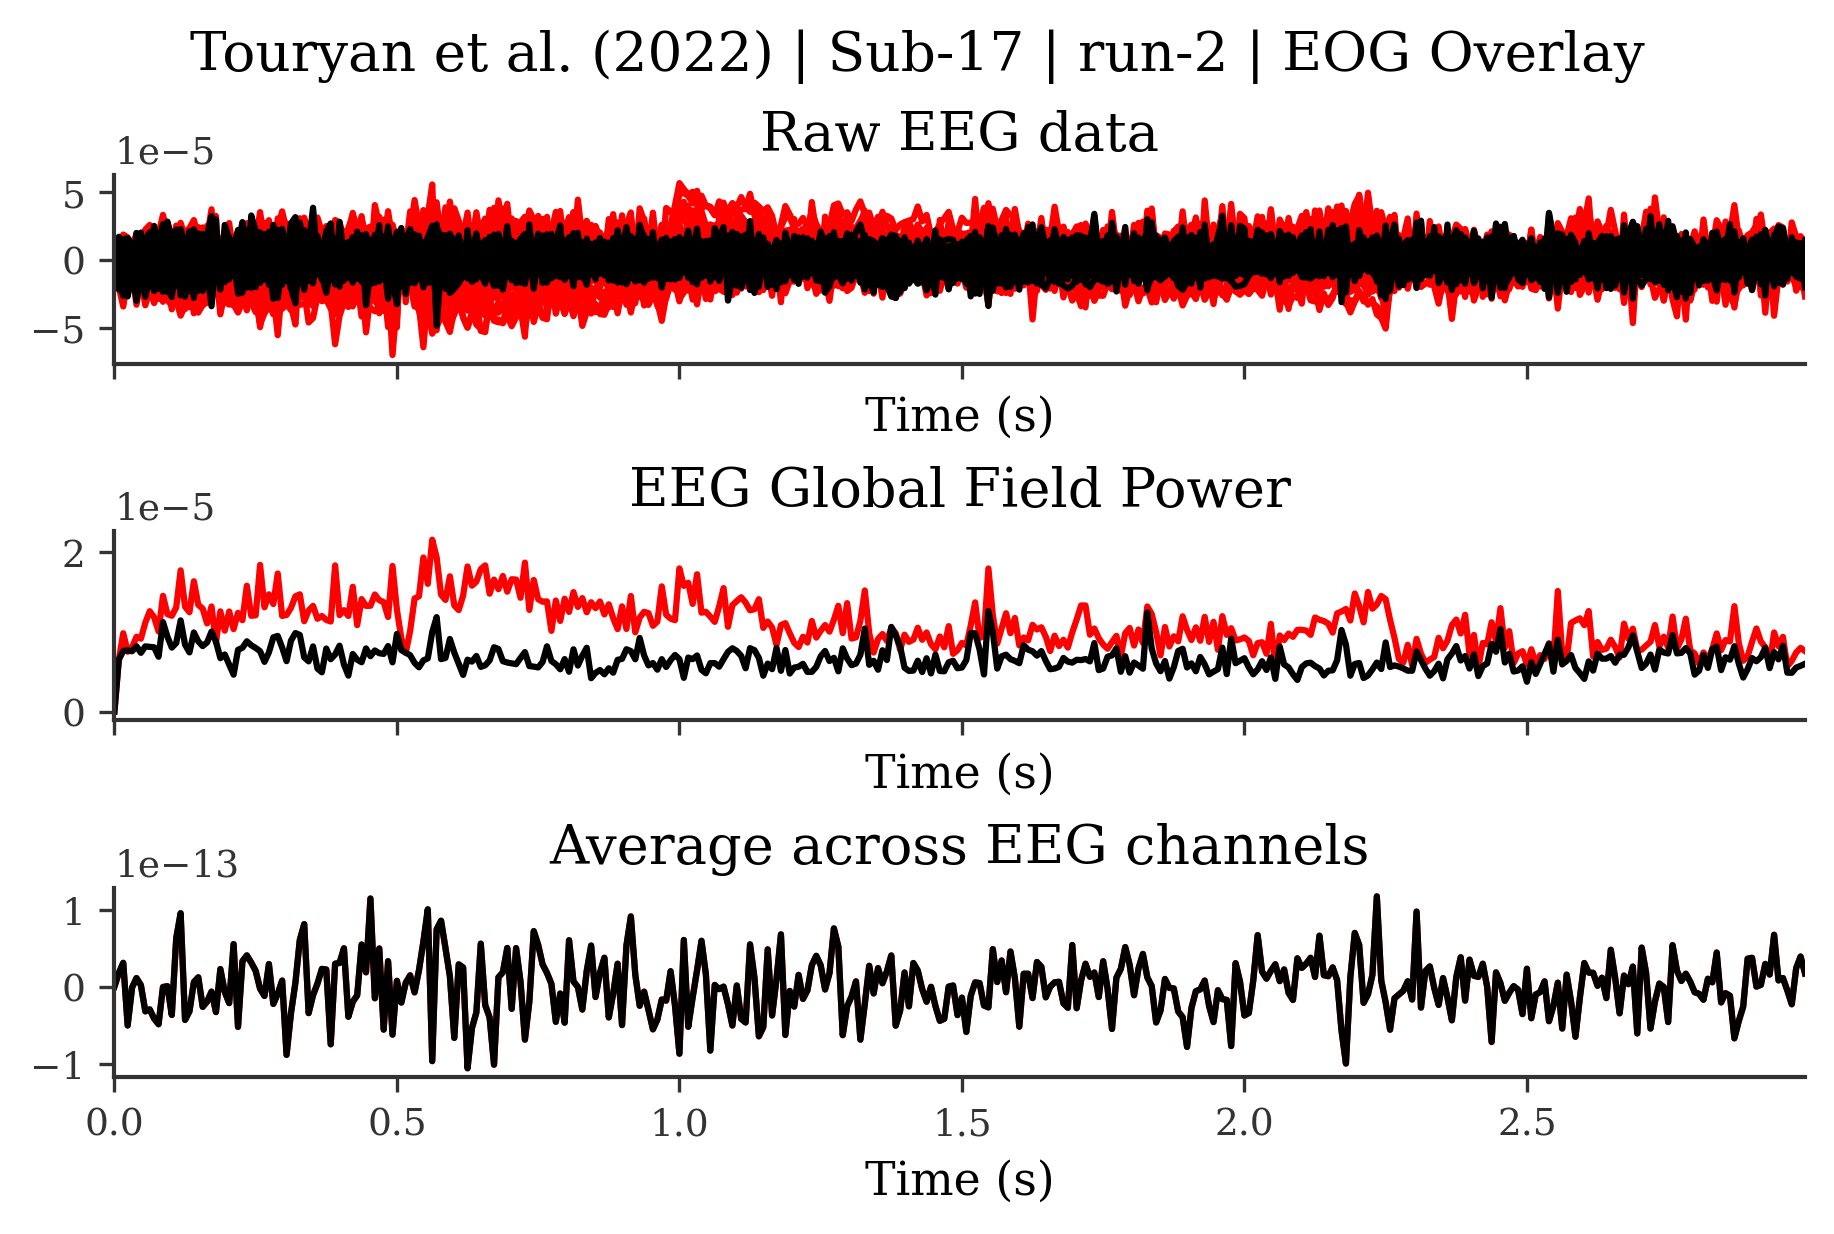 Touryan et al. (2022) | Sub-17 | run-2 | EOG Overlay
Raw EEG data
1e−5
5
0
−5
Time (s)
EEG Global Field Power
1e−5
2
0
Time (s)
Average across EEG channels
1e−13
1
0
−1
0.0 0.5 1.0 1.5 2.0 2.5
Time (s)